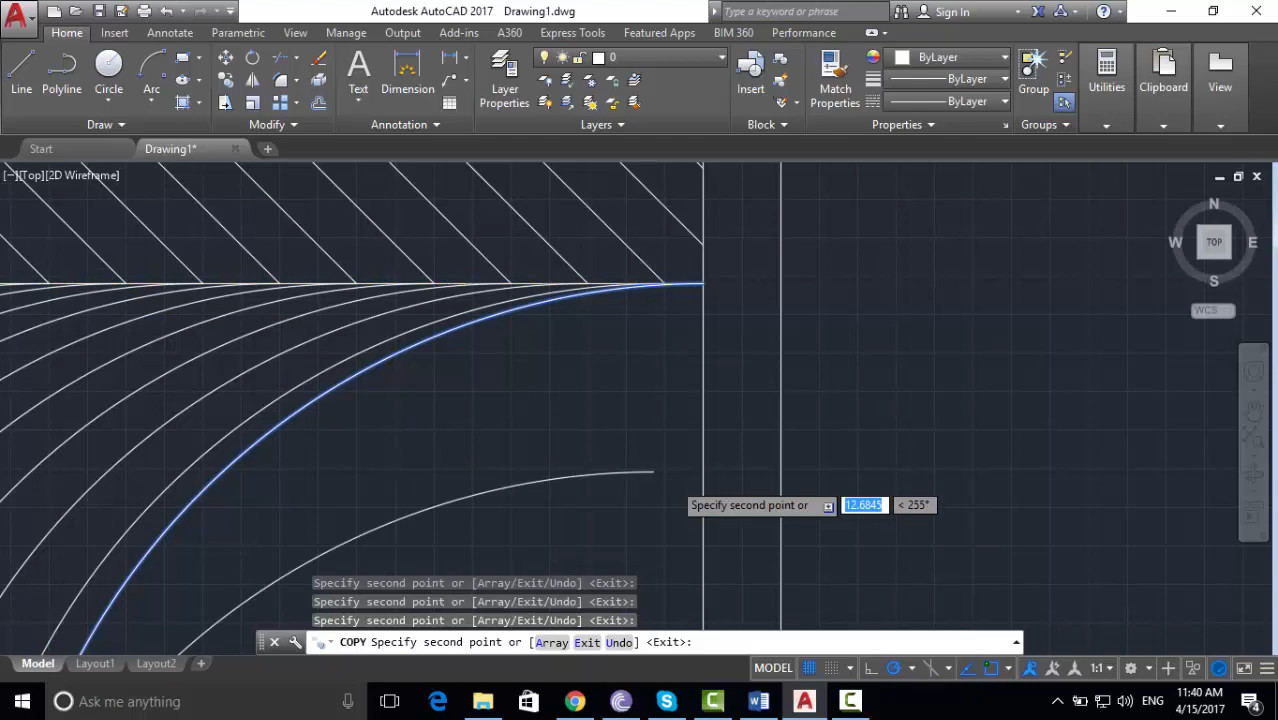 Autodesk AutoCAD 2017 Drawing1.dwg
Type a keyword or phrase
Sign In
Home Insert Annotate Parametric View Manage Output Add-ins A360 Express Tools Featured Apps BIM 360 Performance
Line Polyline Circle Arc
Text Dimension
Layer Properties
0
Insert
Match Properties
ByLayer
ByLayer
ByLayer
Group
Utilities
Clipboard
View
Draw Modify Annotation Layers Block Properties Groups
Start Drawing1*
[−][Top][2D Wireframe]
N
W TOP E
S
WCS
Specify second point or 12.6845 < 255°
Specify second point or [Array/Exit/Undo] <Exit>:
Specify second point or [Array/Exit/Undo] <Exit>:
Specify second point or [Array/Exit/Undo] <Exit>:
COPY Specify second point or [Array Exit Undo] <Exit>:
Model Layout1 Layout2
MODEL 1:1
Ask me anything
ENG
11:40 AM
4/15/2017
4